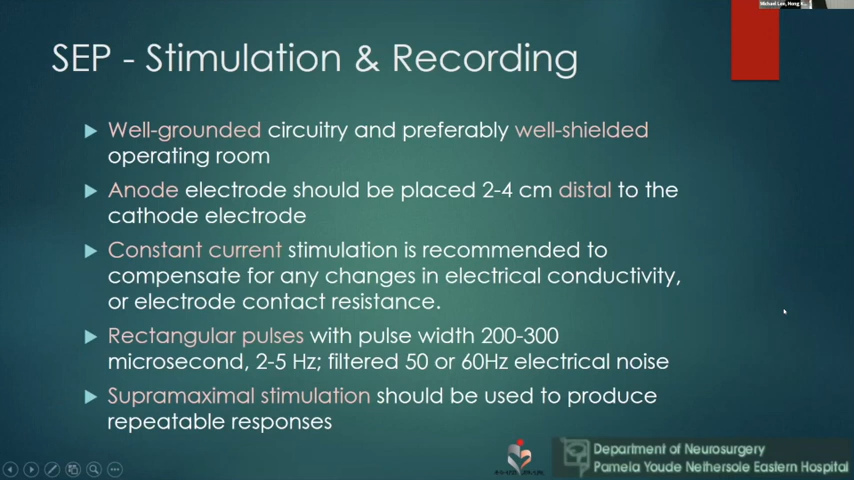 Michael Lee, Hong K...
SEP - Stimulation & Recording
Well-grounded circuitry and preferably well-shielded
operating room
Anode electrode should be placed 2-4 cm distal to the
cathode electrode
Constant current stimulation is recommended to
compensate for any changes in electrical conductivity,
or electrode contact resistance.
Rectangular pulses with pulse width 200-300
microsecond, 2-5 Hz; filtered 50 or 60Hz electrical noise
Supramaximal stimulation should be used to produce
repeatable responses
Department of Neurosurgery
Pamela Youde Nethersole Eastern Hospital